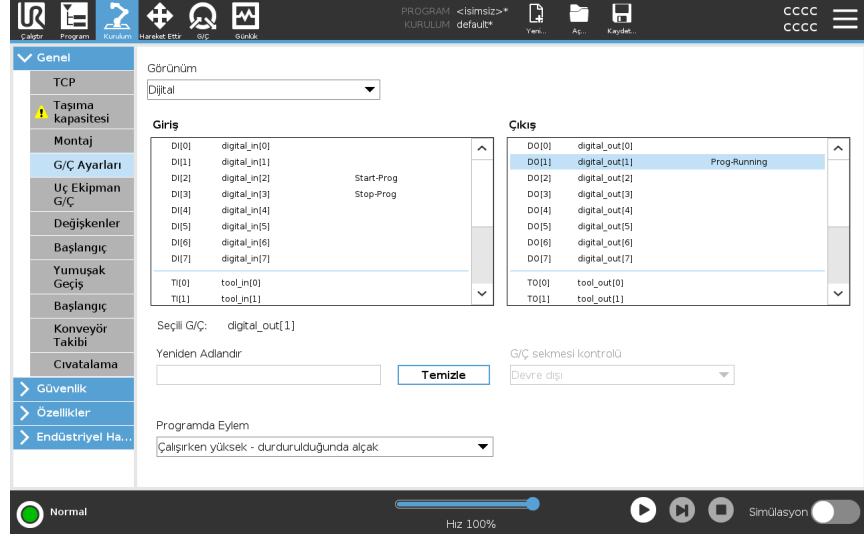 PROGRAM <isimsiz>*
KURULUM default*
CCCC
CCCC
Çalıştır Program Kurulum Hareket Ettir G/Ç Günlük Yeni... Aç... Kaydet...
Genel
TCP
Taşıma
kapasitesi
Montaj
G/Ç Ayarları
Uç Ekipman
G/Ç
Değişkenler
Başlangıç
Yumuşak
Geçiş
Başlangıç
Konveyör
Takibi
Cıvatalama
Güvenlik
Özellikler
Endüstriyel Ha...
Görünüm
Dijital
Giriş
DI[0] digital_in[0]
DI[1] digital_in[1]
DI[2] digital_in[2] Start-Prog
DI[3] digital_in[3] Stop-Prog
DI[4] digital_in[4]
DI[5] digital_in[5]
DI[6] digital_in[6]
DI[7] digital_in[7]
TI[0] tool_in[0]
TI[1] tool_in[1]
Çıkış
DO[0] digital_out[0]
DO[1] digital_out[1] Prog-Running
DO[2] digital_out[2]
DO[3] digital_out[3]
DO[4] digital_out[4]
DO[5] digital_out[5]
DO[6] digital_out[6]
DO[7] digital_out[7]
TO[0] tool_out[0]
TO[1] tool_out[1]
Seçili G/Ç: digital_out[1]
Yeniden Adlandır
Temizle
G/Ç sekmesi kontrolü
Devre dışı
Programda Eylem
Çalışırken yüksek - durdurulduğunda alçak
Normal
Hız 100%
Simülasyon